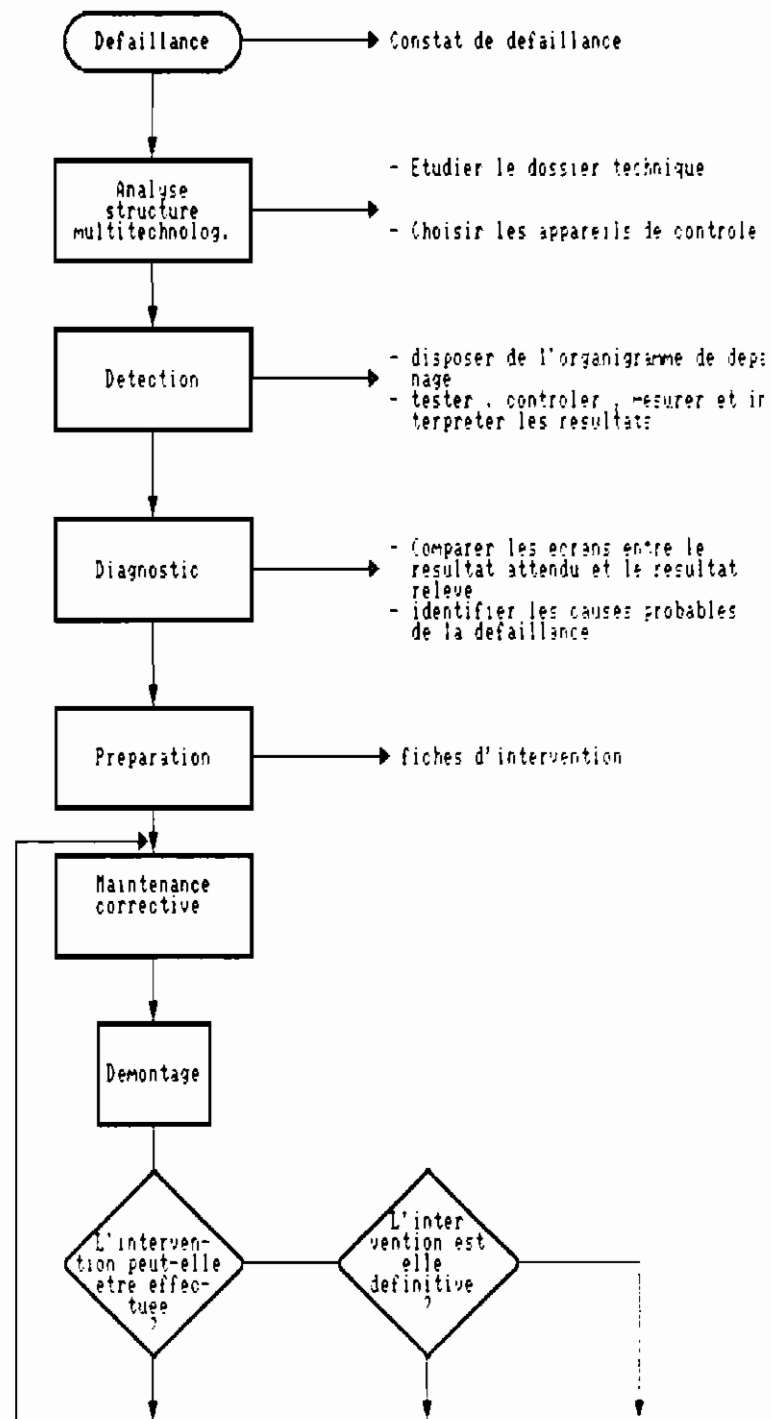 Defaillance
Constat de defaillance
Analyse
structure
multitechnolog.
- Etudier le dossier technique
- Choisir les appareils de controle
Detection
- disposer de l'organigramme de depa
nage
- tester , controler , mesurer et in
terpreter les resultats
Diagnostic
- Comparer les ecrans entre le
resultat attendu et le resultat
releve
- identifier les causes probables
de la defaillance
Preparation
fiches d'intervention
Maintenance
corrective
Demontage
L'interven-
tion peut-elle
etre effec-
tuee
?
L'inter
vention est
elle
definitive
?